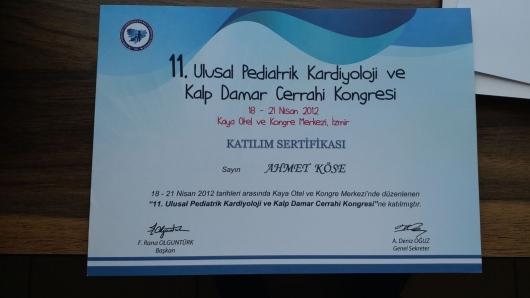 11. Ulusal Pediatrik Kardiyoloji ve
Kalp Damar Cerrahi Kongresi
18 - 21 Nisan 2012
Kaya Otel ve Kongre Merkezi, İzmir
KATILIM SERTİFİKASI
Sayın AHMET KÖSE
18 - 21 Nisan 2012 tarihleri arasında Kaya Otel ve Kongre Merkezi'nde düzenlenen
"11. Ulusal Pediatrik Kardiyoloji ve Kalp Damar Cerrahi Kongresi"ne katılmıştır.
F. Rana OLGUNTÜRK
Başkan
A. Deniz OĞUZ
Genel Sekreter